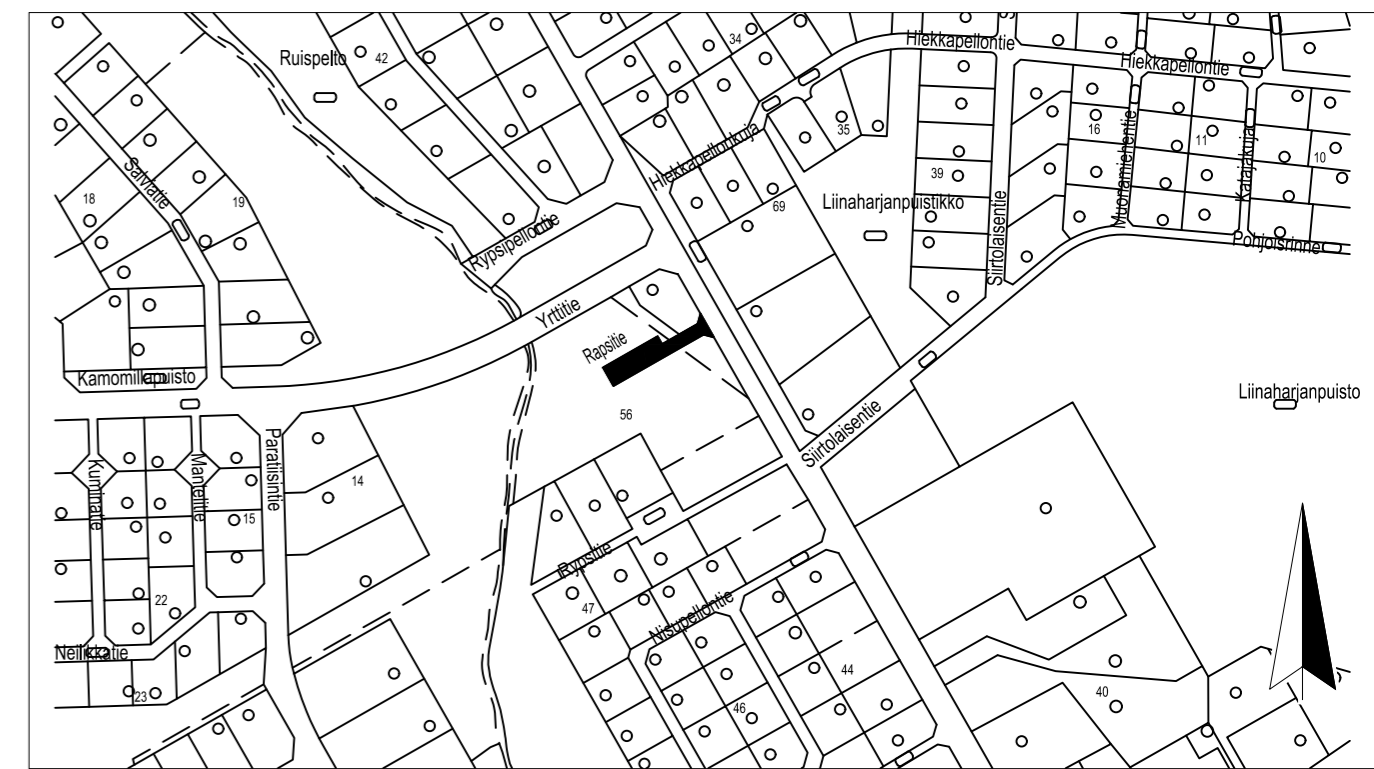 Hiekkapellontie
34
Ruispelto
42
Hiekkapellontie
35
16
11
10
Muoriamiehentie
Katajakuja
Hiekkapellonkuja
Salviatie
18
19
39
69
Liinaharjanpuistikko
Siirtolaisentie
Rypsipellontie
Pohjoisrinne
Yrttitie
Rapsitie
Kamomillapuisto
56
Siirtolaisentie
Liinaharjanpuisto
Kuminatie
Mantelitie
Paratiisintie
14
15
Rypsitie
22
47
Nisupellontie
Neilikkatie
23
44
46
40